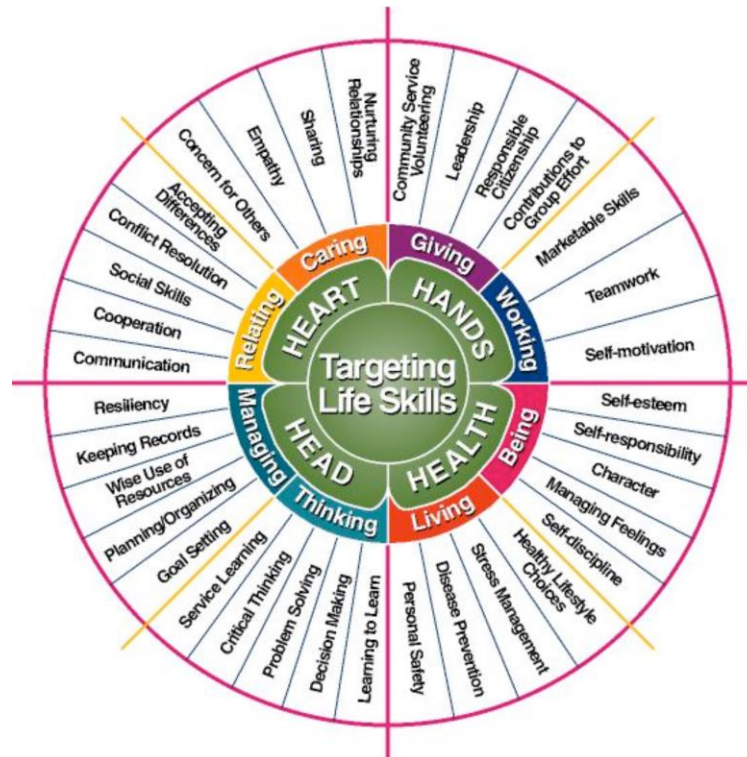 Targeting
Life Skills
HEART
HANDS
HEALTH
HEAD
Caring
Giving
Working
Being
Living
Thinking
Managing
Relating
Nurturing
Relationships
Sharing
Empathy
Concern for Others
Community Service
Volunteering
Leadership
Responsible
Citizenship
Contributions to
Group Effort
Marketable Skills
Teamwork
Self-motivation
Self-esteem
Self-responsibility
Character
Managing Feelings
Self-discipline
Healthy Lifestyle
Choices
Stress Management
Disease Prevention
Personal Safety
Learning to Learn
Decision Making
Problem Solving
Critical Thinking
Service Learning
Goal Setting
Planning/Organizing
Wise Use of
Resources
Keeping Records
Resiliency
Communication
Cooperation
Social Skills
Conflict Resolution
Accepting
Differences